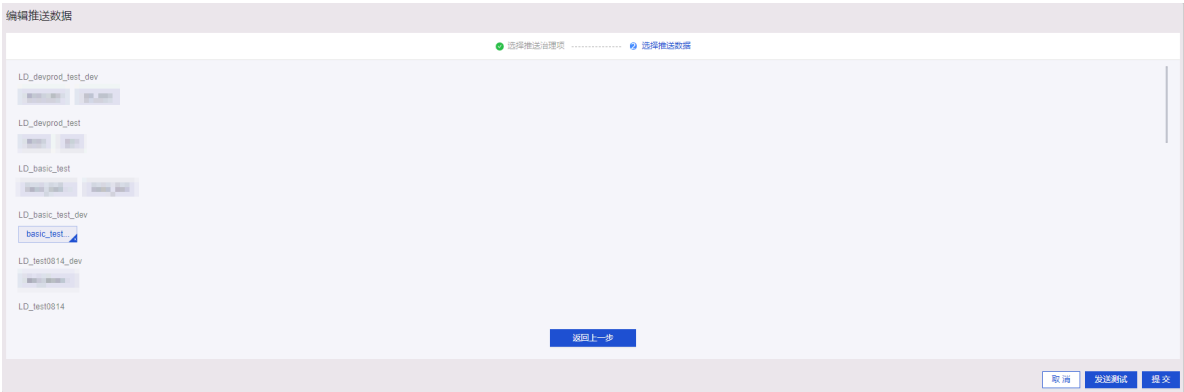 编辑推送数据
选择推送治理项 2 选择推送数据
LD_devprod_test_dev
LD_devprod_test
LD_basic_test
LD_basic_test_dev
basic_test...
LD_test0814_dev
LD_test0814
返回上一步
取消 发送测试 提交